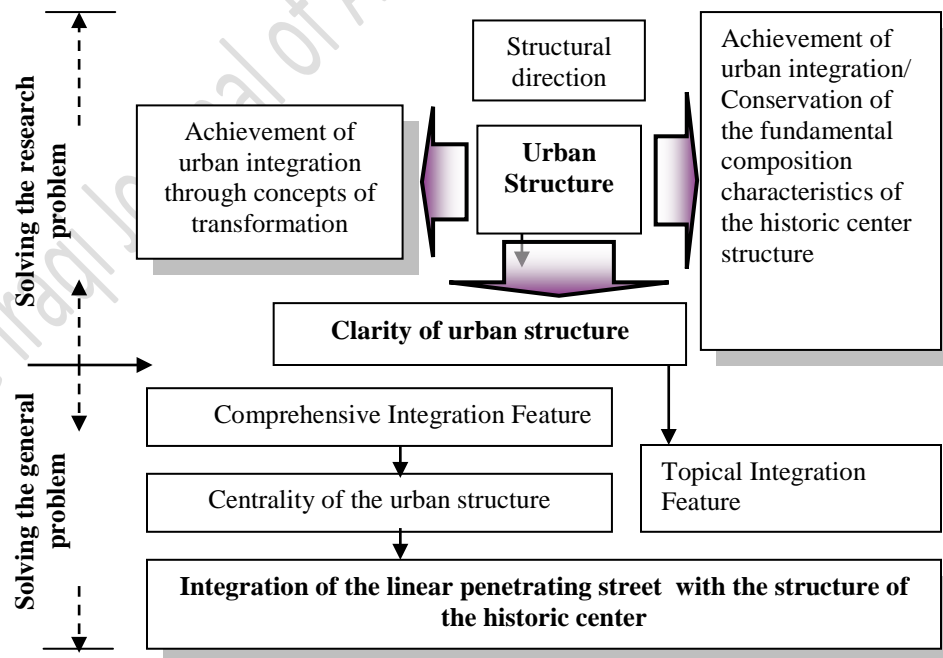 Iraqi Journal of A
Solving the research
problem
Solving the general
problem
Structural
direction
Achievement of
urban integration/
Conservation of
the fundamental
composition
characteristics of
the historic center
structure
Achievement of
urban integration
through concepts of
transformation
Urban
Structure
Clarity of urban structure
Comprehensive Integration Feature
Topical Integration
Feature
Centrality of the urban structure
Integration of the linear penetrating street with the structure of
the historic center